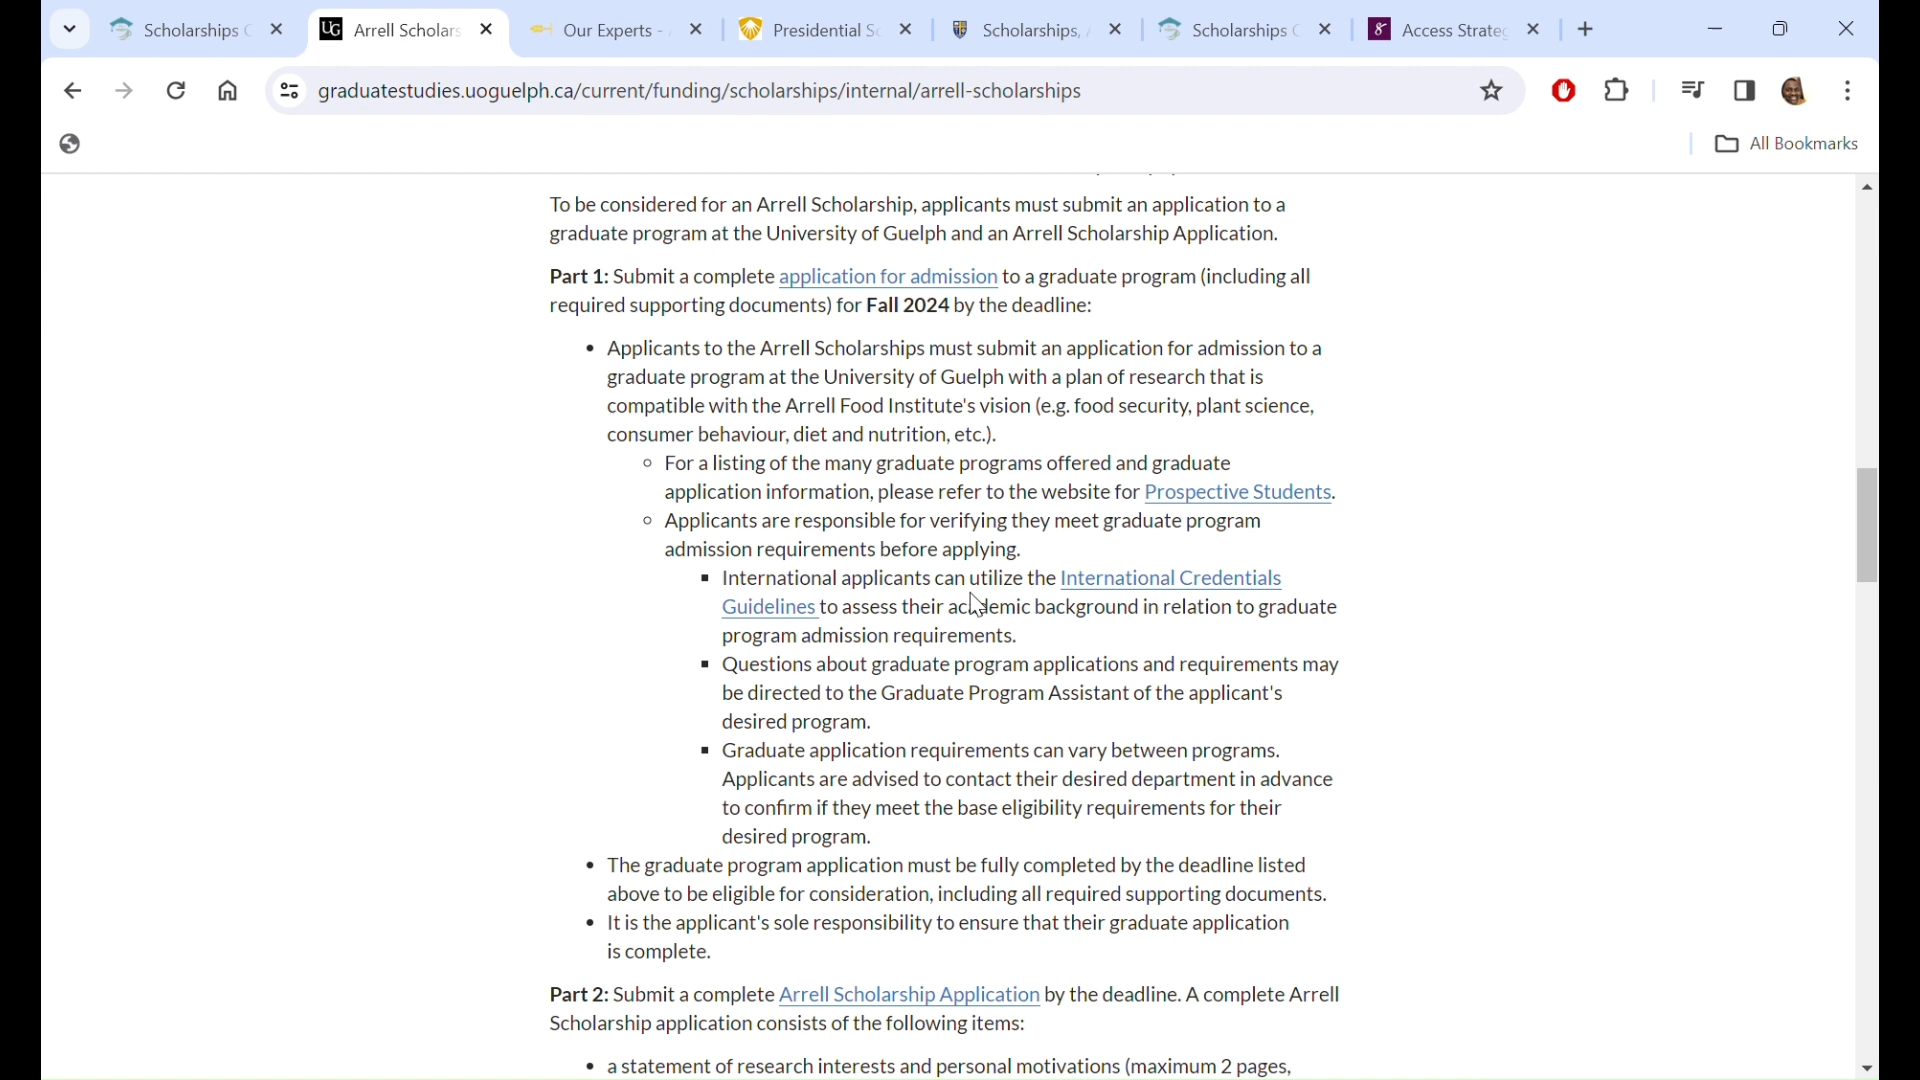 Scholarships
Arrell Scholars
Our Experts -
Presidential
Scholarships,
Scholarships
Access Strate
graduatestudies.uoguelph.ca/current/funding/scholarships/internal/arrell-scholarships
All Bookmarks
To be considered for an Arrell Scholarship, applicants must submit an application to a
graduate program at the University of Guelph and an Arrell Scholarship Application.
Part 1: Submit a complete application for admission to a graduate program (including all
required supporting documents) for Fall 2024 by the deadline:
• Applicants to the Arrell Scholarships must submit an application for admission to a
graduate program at the University of Guelph with a plan of research that is
compatible with the Arrell Food Institute's vision (e.g. food security, plant science,
consumer behaviour, diet and nutrition, etc.).
◦ For a listing of the many graduate programs offered and graduate
application information, please refer to the website for Prospective Students.
◦ Applicants are responsible for verifying they meet graduate program
admission requirements before applying.
▪ International applicants can utilize the International Credentials
Guidelines to assess their academic background in relation to graduate
program admission requirements.
▪ Questions about graduate program applications and requirements may
be directed to the Graduate Program Assistant of the applicant's
desired program.
▪ Graduate application requirements can vary between programs.
Applicants are advised to contact their desired department in advance
to confirm if they meet the base eligibility requirements for their
desired program.
• The graduate program application must be fully completed by the deadline listed
above to be eligible for consideration, including all required supporting documents.
• It is the applicant's sole responsibility to ensure that their graduate application
is complete.
Part 2: Submit a complete Arrell Scholarship Application by the deadline. A complete Arrell
Scholarship application consists of the following items:
• a statement of research interests and personal motivations (maximum 2 pages,